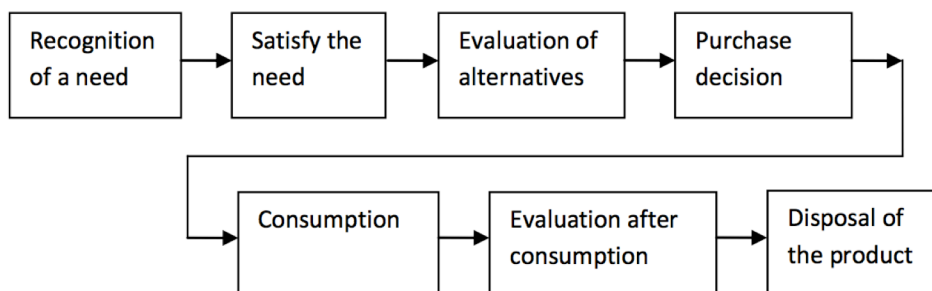 Recognition
of a need
Satisfy the
need
Evaluation of
alternatives
Purchase
decision
Consumption
Evaluation after
consumption
Disposal of
the product